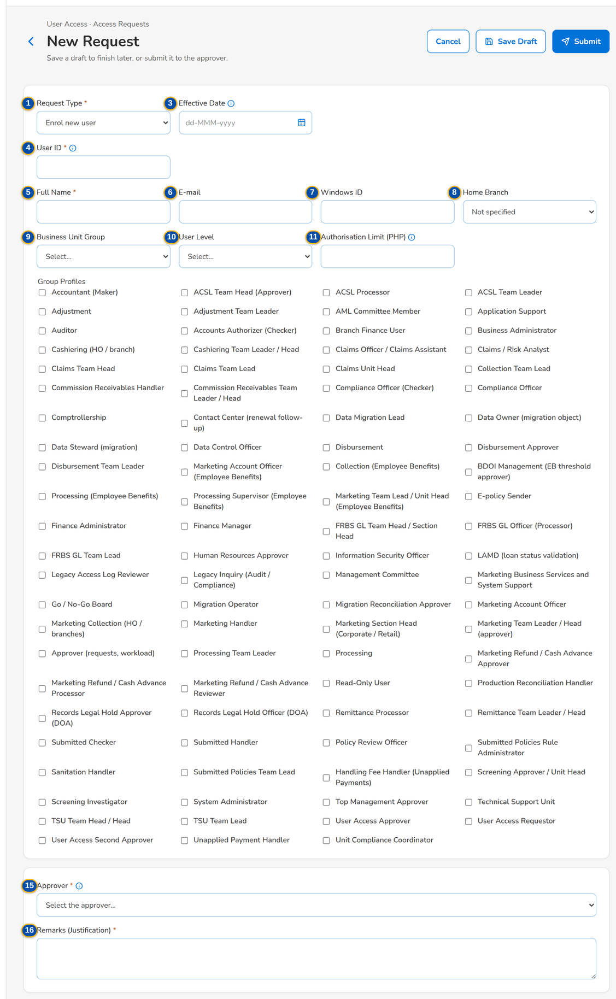 User Access · Access Requests
New Request
Save a draft to finish later, or submit it to the approver.
Cancel
Save Draft
Submit
1 Request Type *
3 Effective Date
Enrol new user
dd-MMM-yyyy
4 User ID *
5 Full Name *
6 E-mail
7 Windows ID
8 Home Branch
Not specified
9 Business Unit Group
10 User Level
11 Authorisation Limit (PHP)
Select...
Select...
Group Profiles
Accountant (Maker)
ACSL Team Head (Approver)
ACSL Processor
ACSL Team Leader
Adjustment
Adjustment Team Leader
AML Committee Member
Application Support
Auditor
Accounts Authorizer (Checker)
Branch Finance User
Business Administrator
Cashiering (HO / branch)
Cashiering Team Leader / Head
Claims Officer / Claims Assistant
Claims / Risk Analyst
Claims Team Head
Claims Team Lead
Claims Unit Head
Collection Team Lead
Commission Receivables Handler
Commission Receivables Team
Leader / Head
Compliance Officer (Checker)
Compliance Officer
Comptrollership
Contact Center (renewal follow-
up)
Data Migration Lead
Data Owner (migration object)
Data Steward (migration)
Data Control Officer
Disbursement
Disbursement Approver
Disbursement Team Leader
Marketing Account Officer
(Employee Benefits)
Collection (Employee Benefits)
BDOI Management (EB threshold
approver)
Processing (Employee Benefits)
Processing Supervisor (Employee
Benefits)
Marketing Team Lead / Unit Head
(Employee Benefits)
E-policy Sender
Finance Administrator
Finance Manager
FRBS GL Team Head / Section
Head
FRBS GL Officer (Processor)
FRBS GL Team Lead
Human Resources Approver
Information Security Officer
LAMD (loan status validation)
Legacy Access Log Reviewer
Legacy Inquiry (Audit /
Compliance)
Management Committee
Marketing Business Services and
System Support
Go / No-Go Board
Migration Operator
Migration Reconciliation Approver
Marketing Account Officer
Marketing Collection (HO /
branches)
Marketing Handler
Marketing Section Head
(Corporate / Retail)
Marketing Team Leader / Head
(approver)
Approver (requests, workload)
Processing Team Leader
Processing
Marketing Refund / Cash Advance
Approver
Marketing Refund / Cash Advance
Processor
Marketing Refund / Cash Advance
Reviewer
Read-Only User
Production Reconciliation Handler
Records Legal Hold Approver
(DOA)
Records Legal Hold Officer (DOA)
Remittance Processor
Remittance Team Leader / Head
Submitted Checker
Submitted Handler
Policy Review Officer
Submitted Policies Rule
Administrator
Sanitation Handler
Submitted Policies Team Lead
Handling Fee Handler (Unapplied
Payments)
Screening Approver / Unit Head
Screening Investigator
System Administrator
Top Management Approver
Technical Support Unit
TSU Team Head / Head
TSU Team Lead
User Access Approver
User Access Requestor
User Access Second Approver
Unapplied Payment Handler
Unit Compliance Coordinator
15 Approver *
Select the approver...
16 Remarks (Justification) *